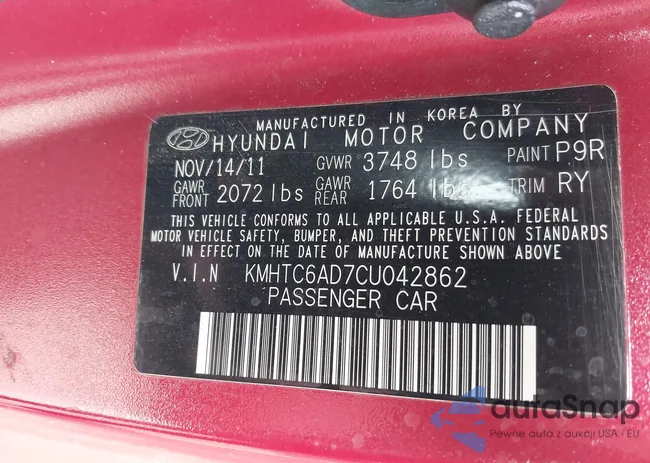 MANUFACTURED IN KOREA BY
HYUNDAI MOTOR COMPANY
NOV/14/11 GVWR 3748 lbs PAINT P9R
GAWR FRONT 2072 lbs GAWR REAR 1764 lbs TRIM RY
THIS VEHICLE CONFORMS TO ALL APPLICABLE U.S.A. FEDERAL
MOTOR VEHICLE SAFETY, BUMPER, AND THEFT PREVENTION STANDARDS
IN EFFECT ON THE DATE OF MANUFACTURE SHOWN ABOVE
V.I.N KMHTC6AD7CU042862
PASSENGER CAR
autaSnap
Pewne auta z aukcji USA - EU